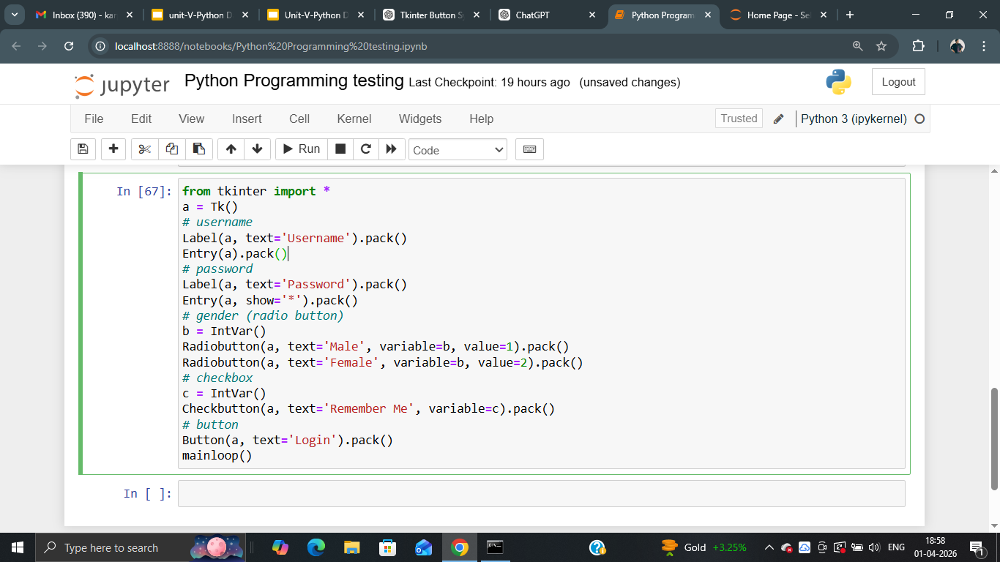 Inbox (390) - kar
unit-V-Python D
Unit-V-Python D
Tkinter Button Sy
ChatGPT
Python Program
Home Page - Sel
localhost:8888/notebooks/Python%20Programming%20testing.ipynb
jupyter Python Programming testing Last Checkpoint: 19 hours ago (unsaved changes)
Logout
File Edit View Insert Cell Kernel Widgets Help
Trusted
Python 3 (ipykernel)
Run
Code
In [67]:
from tkinter import *
a = Tk()
# username
Label(a, text='Username').pack()
Entry(a).pack()
# password
Label(a, text='Password').pack()
Entry(a, show='*').pack()
# gender (radio button)
b = IntVar()
Radiobutton(a, text='Male', variable=b, value=1).pack()
Radiobutton(a, text='Female', variable=b, value=2).pack()
# checkbox
c = IntVar()
Checkbutton(a, text='Remember Me', variable=c).pack()
# button
Button(a, text='Login').pack()
mainloop()
In [ ]:
Type here to search
Gold +3.25%
ENG
18:58
01-04-2026
1